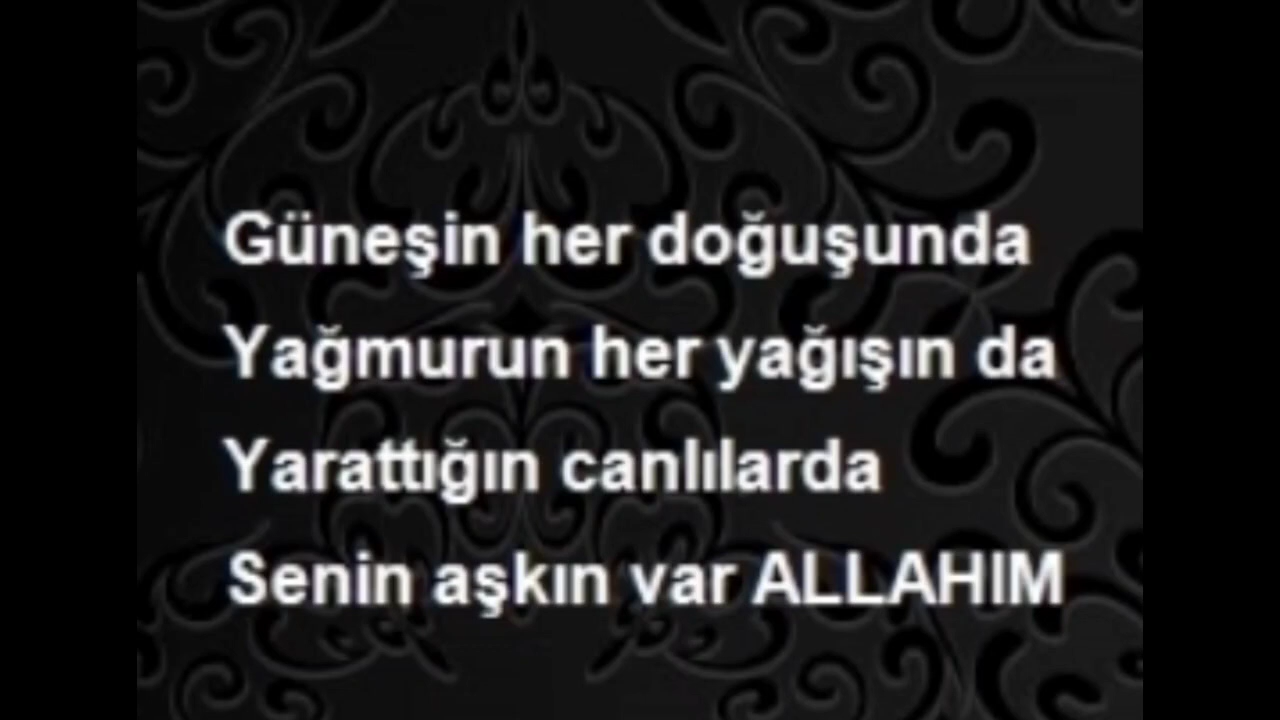 Güneşin her doğuşunda
Yağmurun her yağışın da
Yarattığın canlılarda
Senin aşkın var ALLAHIM